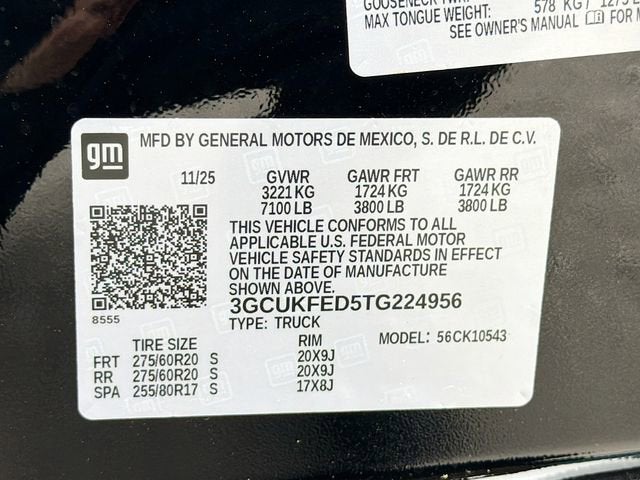 MAX TONGUE WEIGHT: 578 KG
SEE OWNER'S MANUAL FOR
gm
MFD BY GENERAL MOTORS DE MEXICO, S. DE R.L. DE C.V.
11/25 GVWR GAWR FRT GAWR RR
3221 KG 1724 KG 1724 KG
7100 LB 3800 LB 3800 LB
THIS VEHICLE CONFORMS TO ALL
APPLICABLE U.S. FEDERAL MOTOR
VEHICLE SAFETY STANDARDS IN EFFECT
ON THE DATE OF MANUFACTURE
SHOWN ABOVE.
3GCUKFED5TG224956
8555
TYPE: TRUCK MODEL: 56CK10543
TIRE SIZE RIM
FRT 275/60R20 S 20X9J
RR 275/60R20 S 20X9J
SPA 255/80R17 S 17X8J